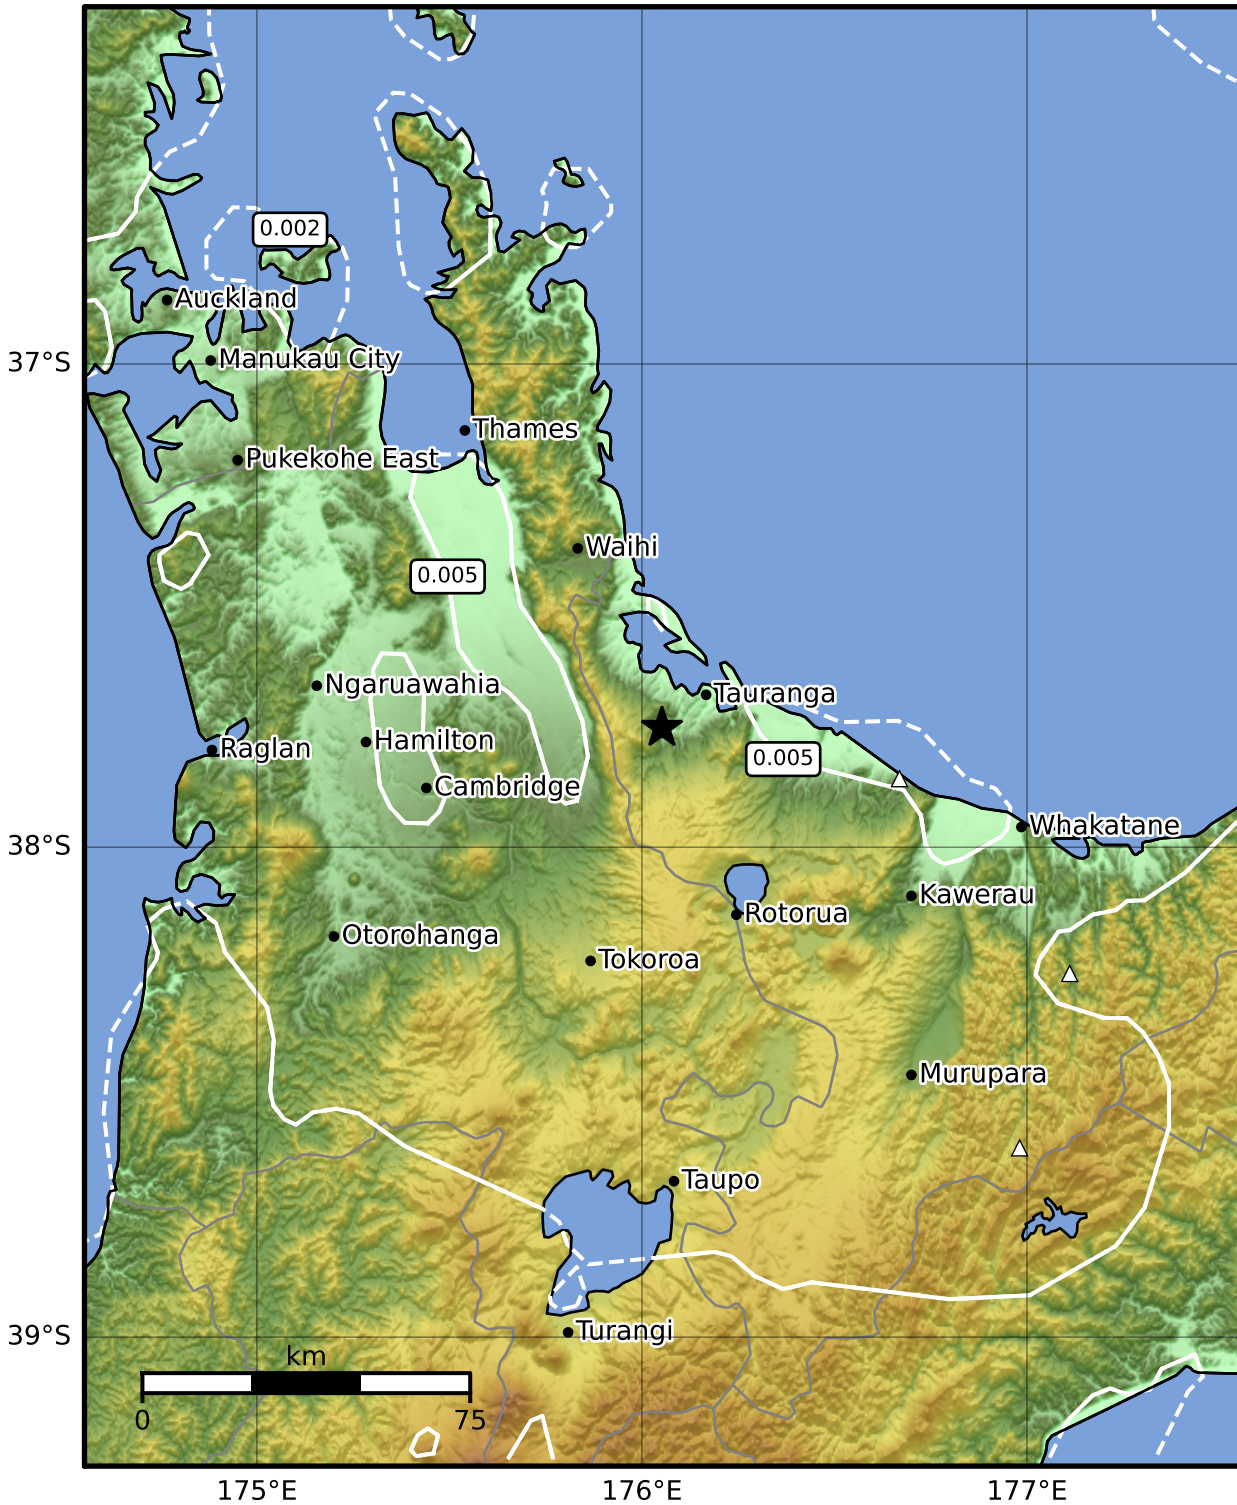 0.002
Auckland
Manukau City
37°S
Thames
Pukekohe East
Waihi
0.005
Ngaruawahia
Tauranga
Raglan
Hamilton
0.005
Cambridge
Whakatane
38°S
Kawerau
Rotorua
Otorohanga
Tokoroa
Murupara
Taupo
Turangi
39°S
km
0
75
175°E
176°E
177°E